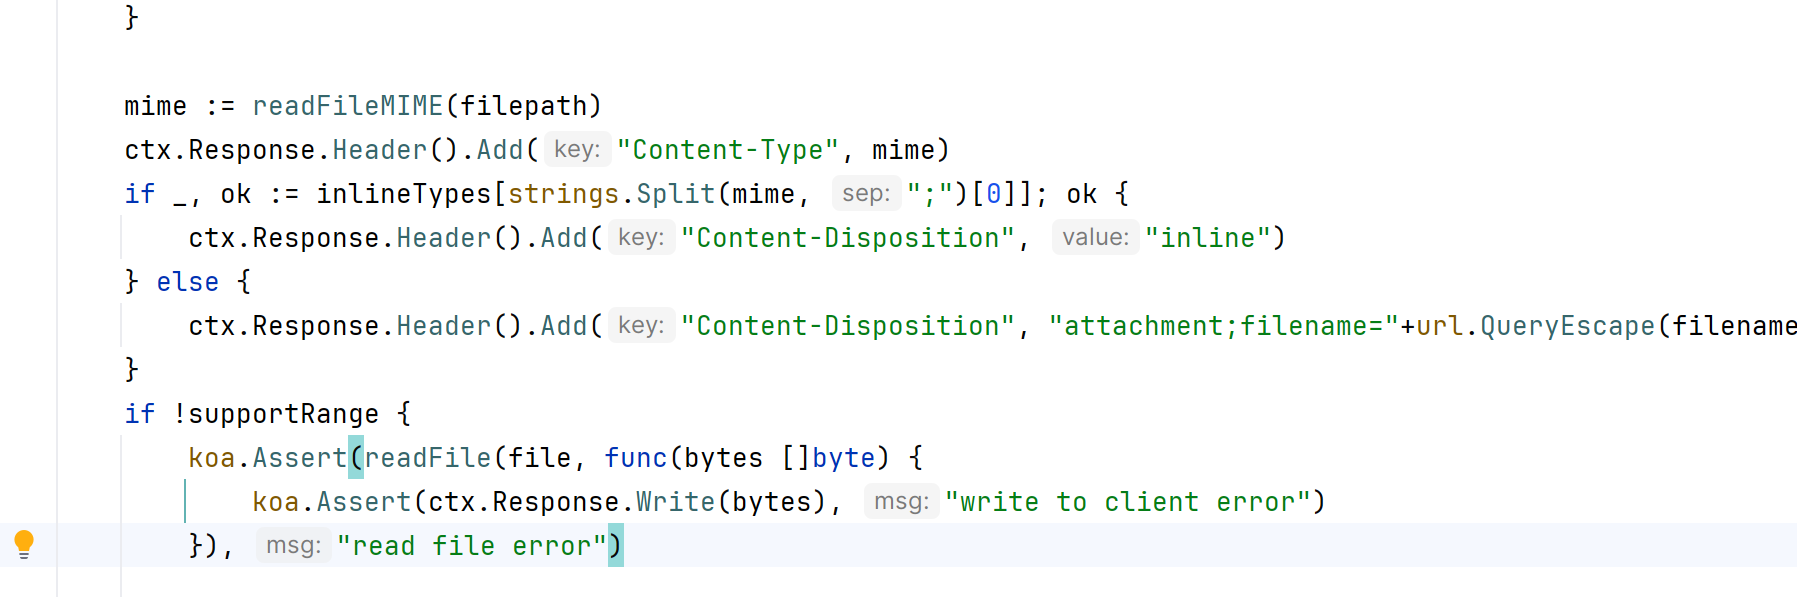 }
mime := readFileMIME(filepath)
ctx.Response.Header().Add( key: "Content-Type", mime)
if _, ok := inlineTypes[strings.Split(mime, sep: ";")[0]]; ok {
ctx.Response.Header().Add( key: "Content-Disposition", value: "inline")
} else {
ctx.Response.Header().Add( key: "Content-Disposition", "attachment;filename="+url.QueryEscape(filename
}
if !supportRange {
koa.Assert(readFile(file, func(bytes []byte) {
koa.Assert(ctx.Response.Write(bytes), msg: "write to client error")
}), msg: "read file error")